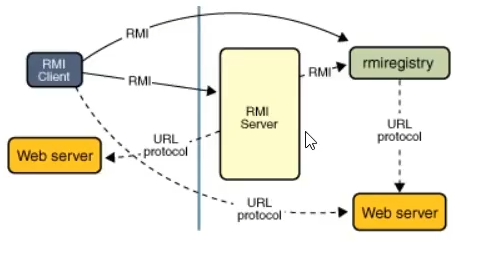 RMI
RMI
Client
rmiregistry
RMI
RMI
RMI
Server
URL
protocol
URL
protocol
Web server
URL
protocol
Web server